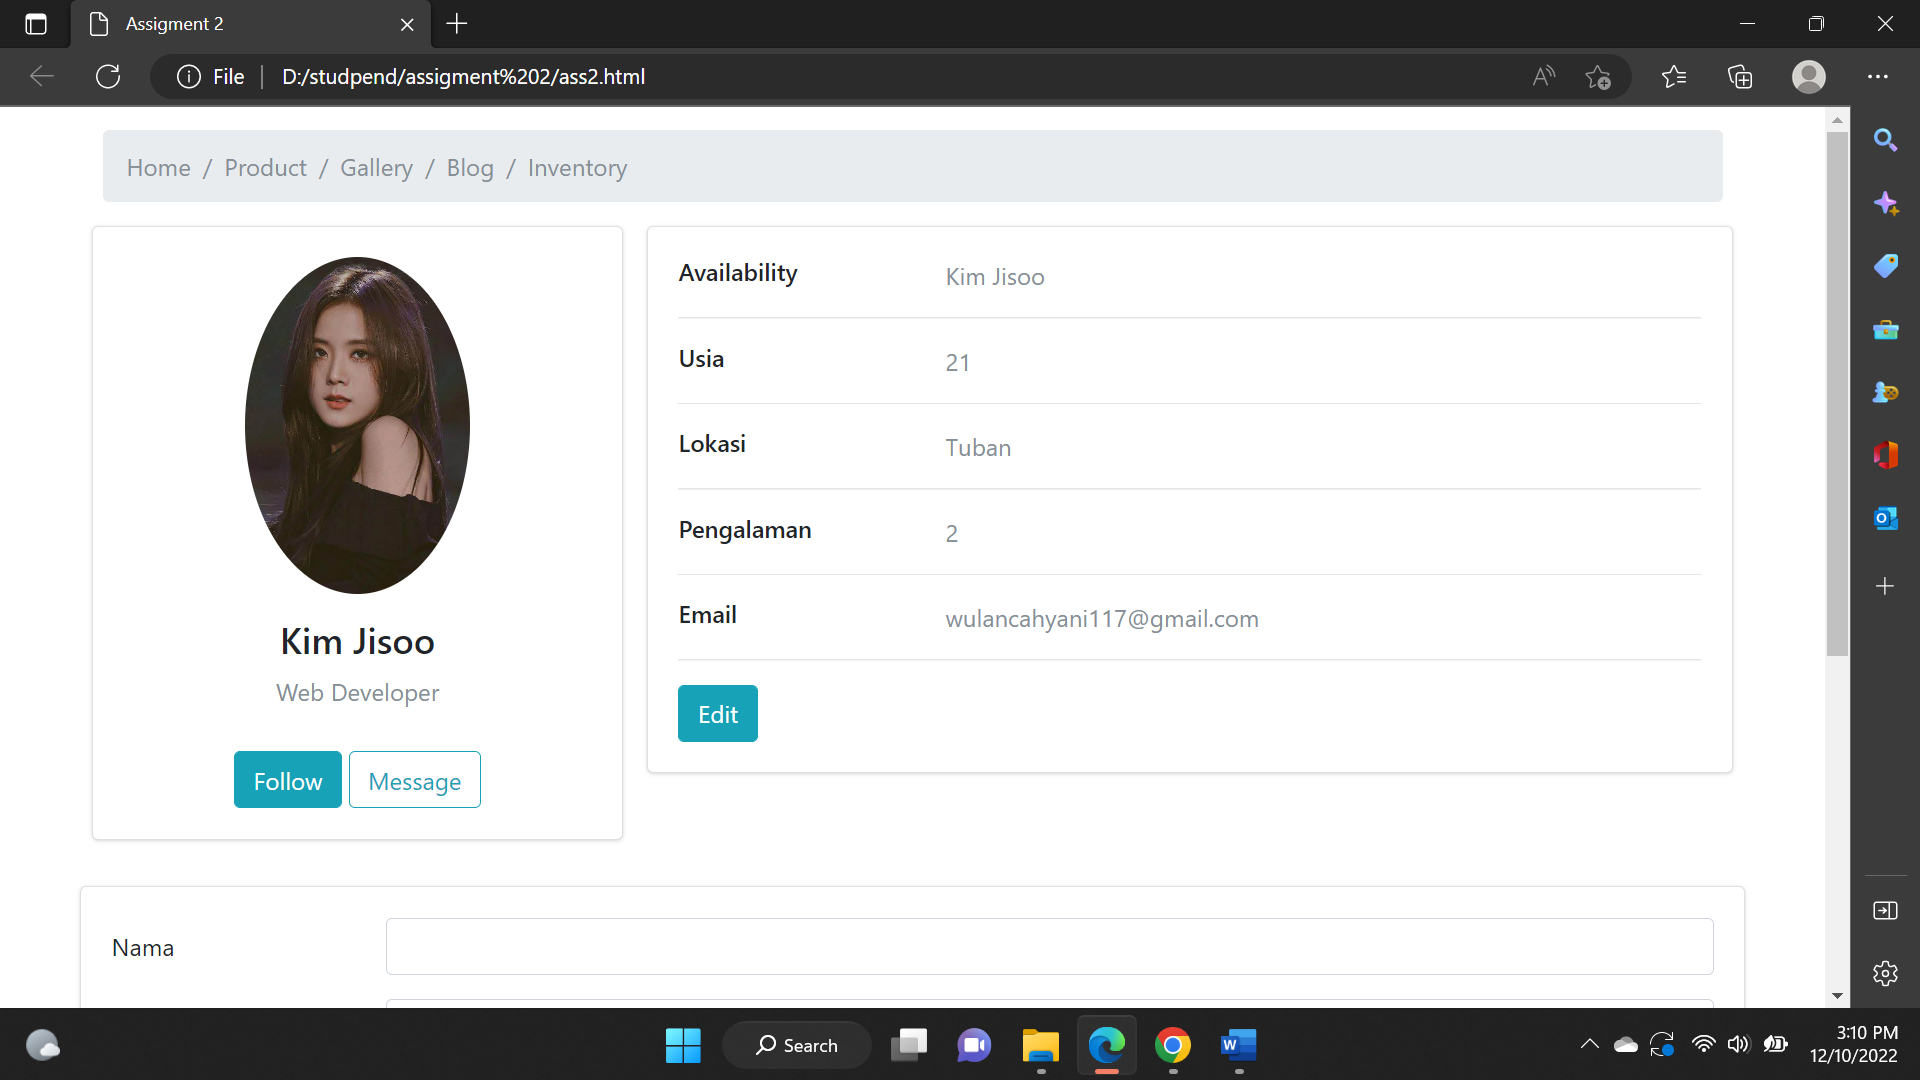 Assigment 2
File
D:/studpend/assigment%202/ass2.html
Home / Product / Gallery / Blog / Inventory
Kim Jisoo
Web Developer
Follow
Message
Availability
Kim Jisoo
Usia
21
Lokasi
Tuban
Pengalaman
2
Email
wulancahyani117@gmail.com
Edit
Nama
Search
3:10 PM
12/10/2022